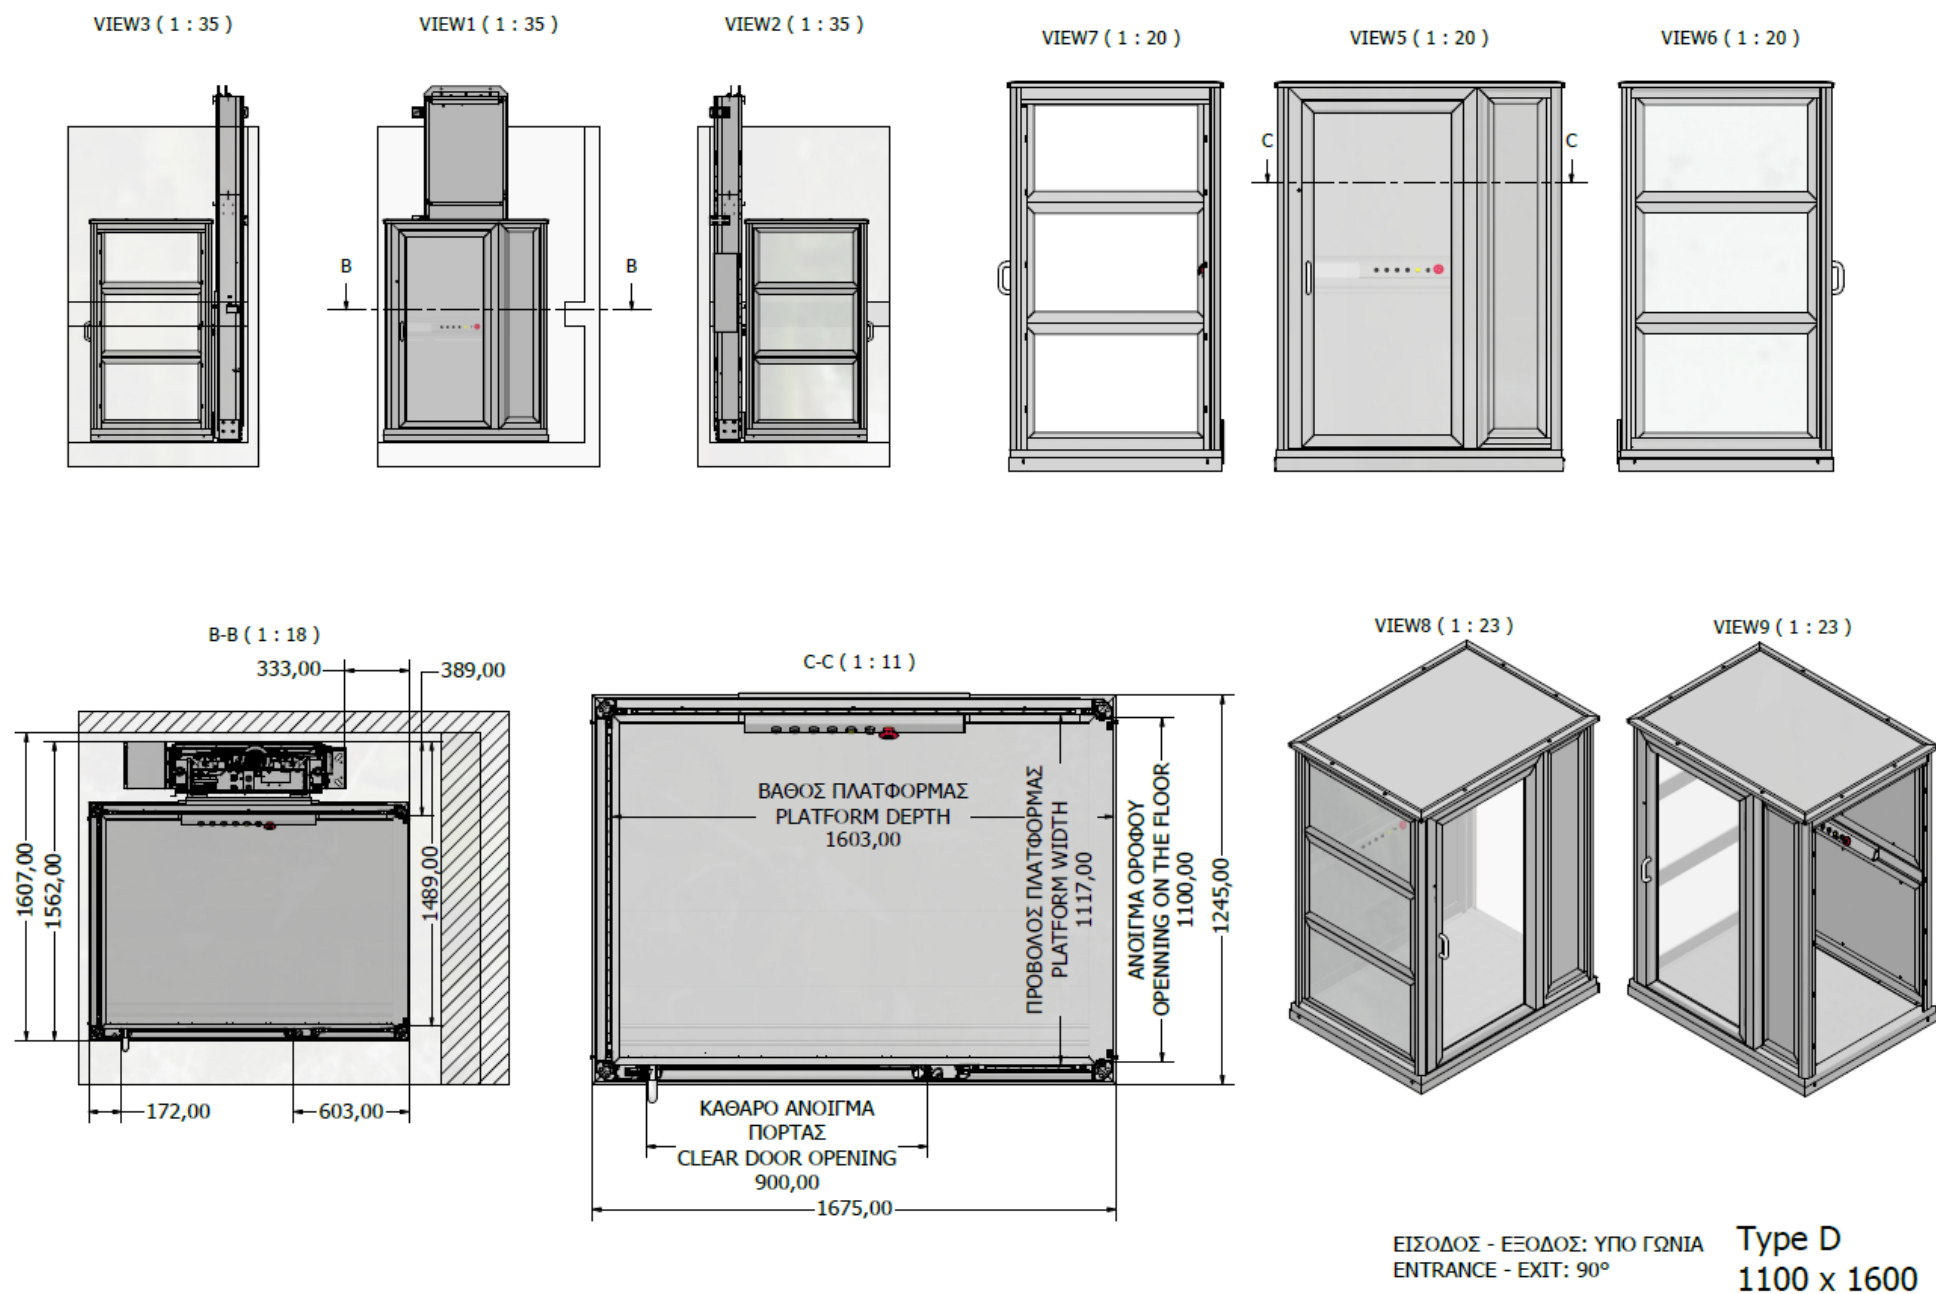 VIEW3 ( 1 : 35 )
VIEW1 ( 1 : 35 )
VIEW2 ( 1 : 35 )
VIEW7 ( 1 : 20 )
VIEW5 ( 1 : 20 )
VIEW6 ( 1 : 20 )
B
B
C
C
B-B ( 1 : 18 )
333,00
389,00
1607,00
1562,00
1489,00
172,00
603,00
C-C ( 1 : 11 )
ΒΑΘΟΣ ΠΛΑΤΦΟΡΜΑΣ
PLATFORM DEPTH
1603,00
ΠΡΟΒΟΛΟΣ ΠΛΑΤΦΟΡΜΑΣ
PLATFORM WIDTH
1117,00
ΑΝΟΙΓΜΑ ΟΡΟΦΟΥ
OPENNING ON THE FLOOR
1100,00
1245,00
ΚΑΘΑΡΟ ΑΝΟΙΓΜΑ
ΠΟΡΤΑΣ
CLEAR DOOR OPENING
900,00
1675,00
VIEW8 ( 1 : 23 )
VIEW9 ( 1 : 23 )
ΕΙΣΟΔΟΣ - ΕΞΟΔΟΣ: ΥΠΟ ΓΩΝΙΑ
ENTRANCE - EXIT: 90°
Type D
1100 x 1600